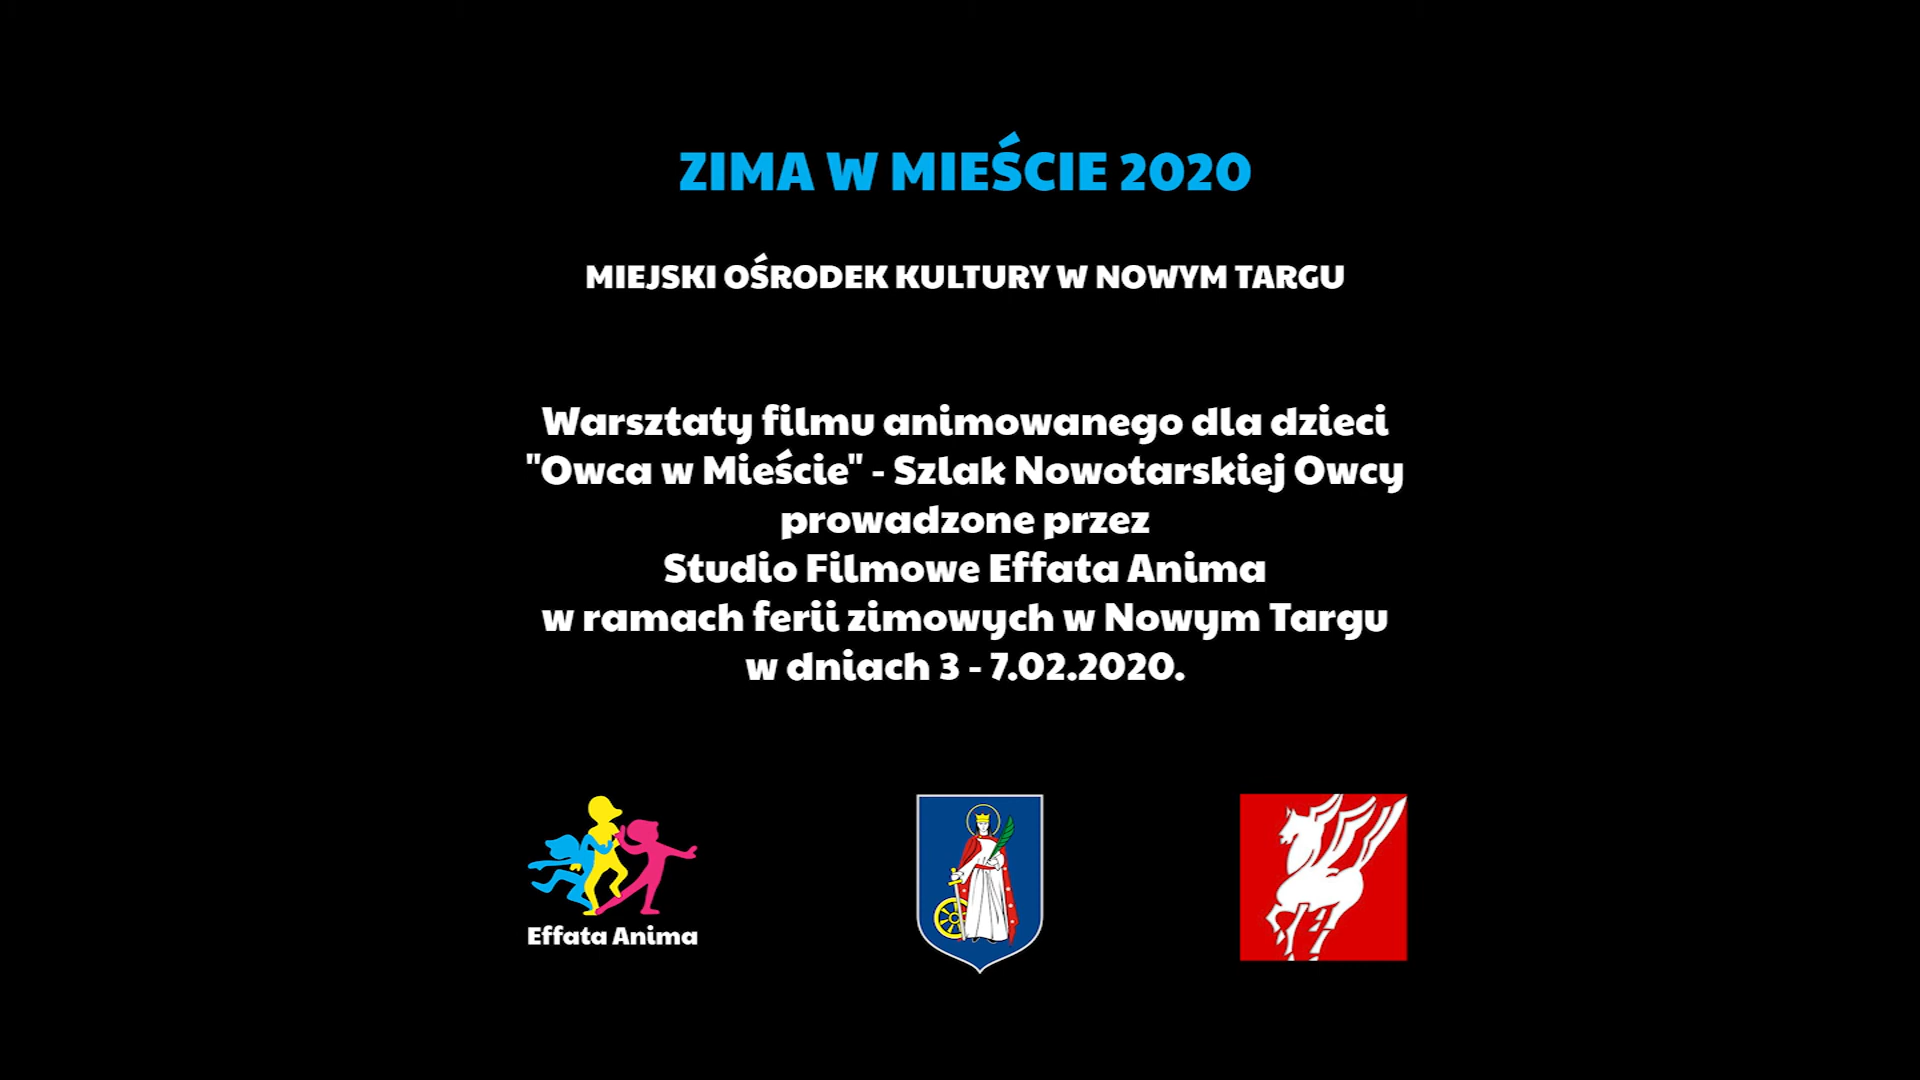 ZIMA W MIEŚCIE 2020
MIEJSKI OŚRODEK KULTURY W NOWYM TARGU
Warsztaty filmu animowanego dla dzieci
"Owca w Mieście" - Szlak Nowotarskiej Owcy
prowadzone przez
Studio Filmowe Effata Anima
w ramach ferii zimowych w Nowym Targu
w dniach 3 - 7.02.2020.
Effata Anima